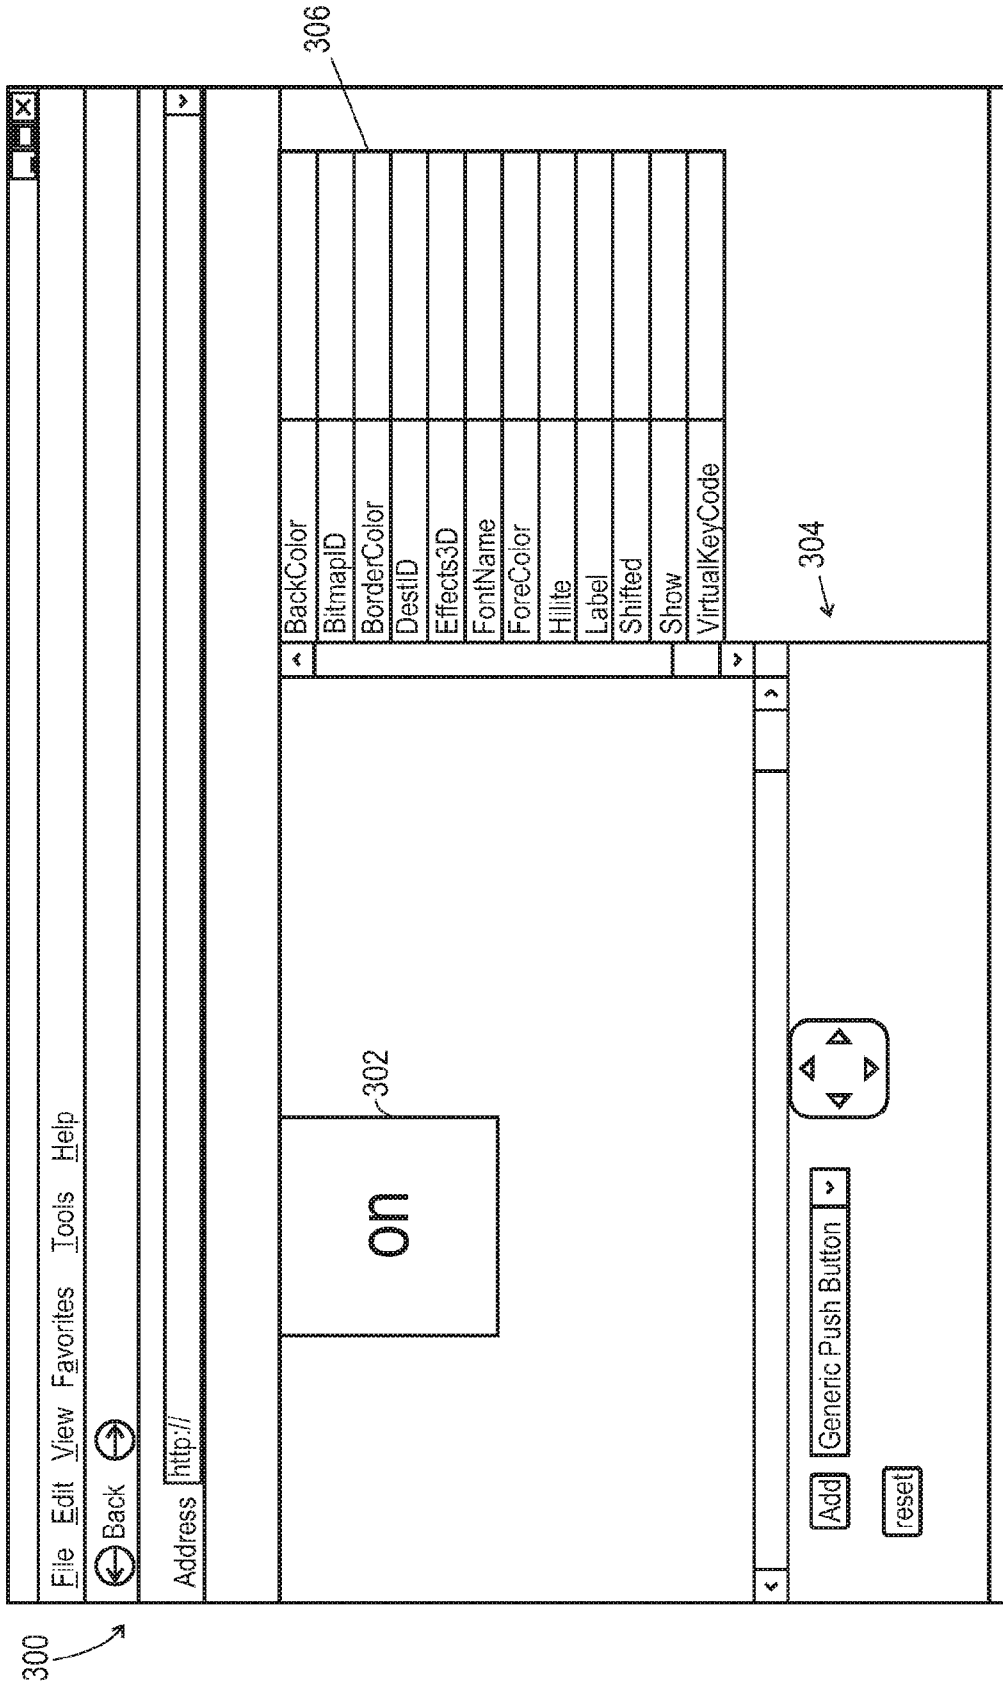 300
File Edit View Favorites Tools Help
Back
Address http://
306
BackColor
BitmapID
BorderColor
DestID
Effects3D
FontName
ForeColor
Hilite
Label
Shifted
Show
VirtualKeyCode
on
302
304
Add Generic Push Button
reset